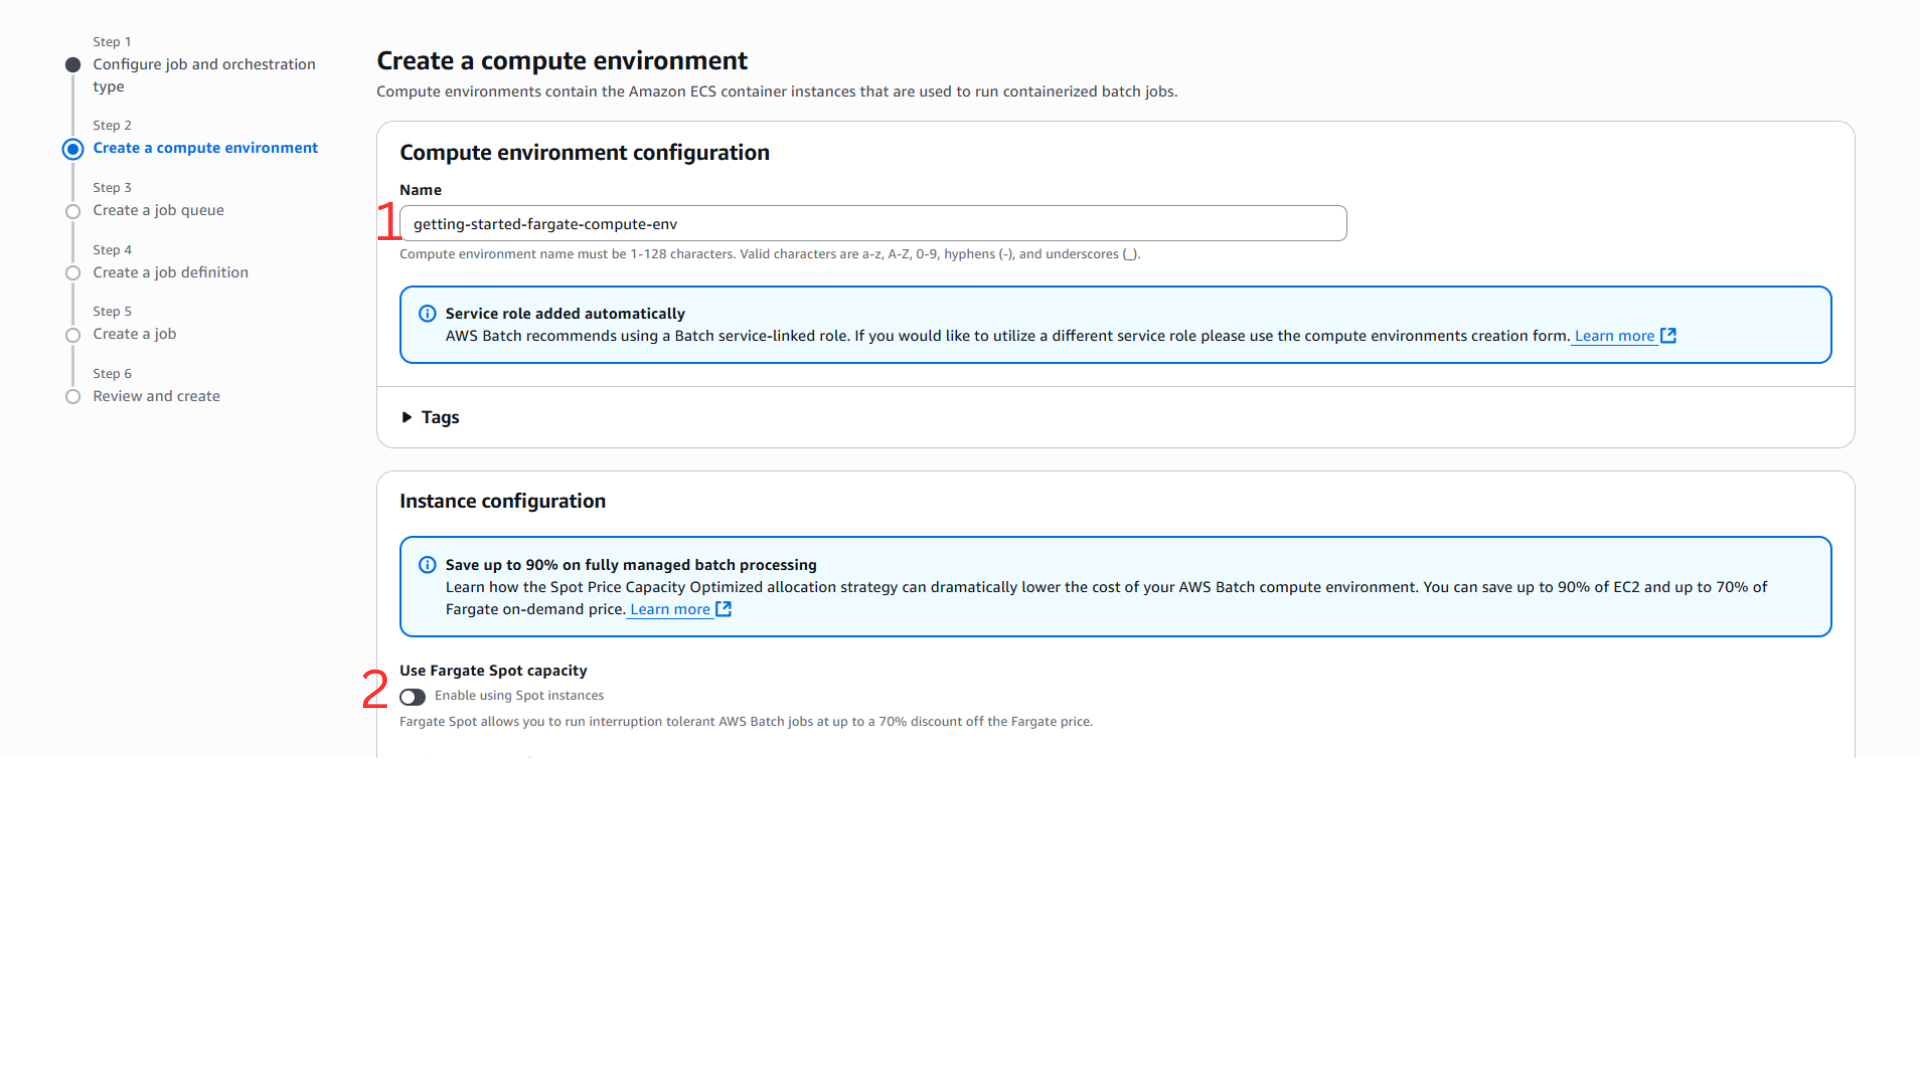 Step 1
Configure job and orchestration
type
Step 2
Create a compute environment
Step 3
Create a job queue
Step 4
Create a job definition
Step 5
Create a job
Step 6
Review and create
Create a compute environment
Compute environments contain the Amazon ECS container instances that are used to run containerized batch jobs.
Compute environment configuration
Name
1
getting-started-fargate-compute-env
Compute environment name must be 1-128 characters. Valid characters are a-z, A-Z, 0-9, hyphens (-), and underscores (_).
Service role added automatically
AWS Batch recommends using a Batch service-linked role. If you would like to utilize a different service role please use the compute environments creation form. Learn more
Tags
Instance configuration
Save up to 90% on fully managed batch processing
Learn how the Spot Price Capacity Optimized allocation strategy can dramatically lower the cost of your AWS Batch compute environment. You can save up to 90% of EC2 and up to 70% of
Fargate on-demand price. Learn more
Use Fargate Spot capacity
2
Enable using Spot instances
Fargate Spot allows you to run interruption tolerant AWS Batch jobs at up to a 70% discount off the Fargate price.